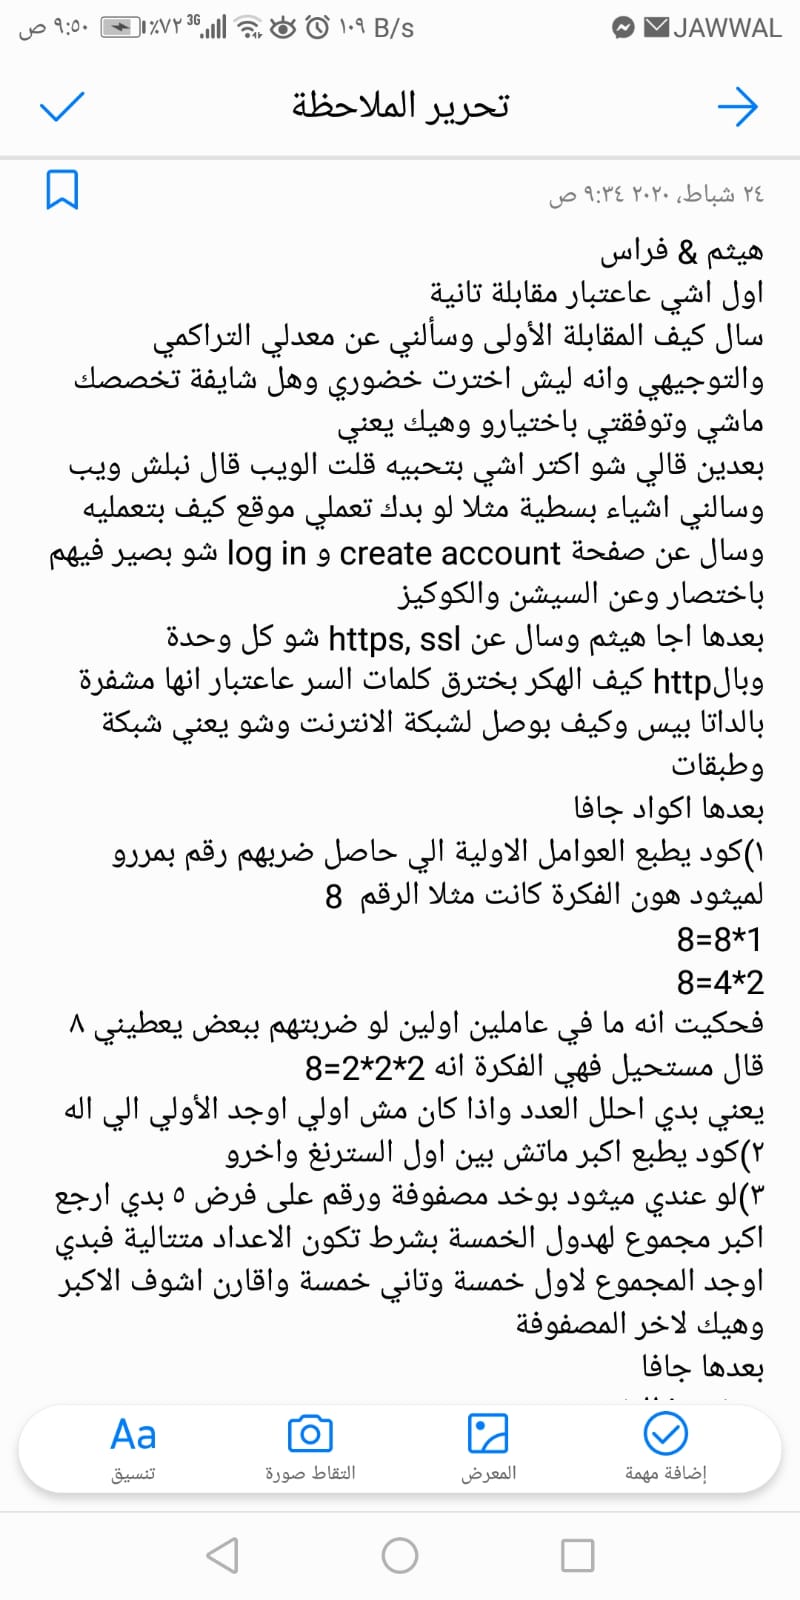 ٩:٥٠ ص ٪٧٢ 3G ١٠٩ B/s JAWWAL
تحرير الملاحظة
٢٤ شباط، ٢٠٢٠ ٩:٣٤ ص
هيثم & فراس
اول اشي عاعتبار مقابلة تانية
سال كيف المقابلة الأولى وسألني عن معدلي التراكمي
والتوجيهي وانه ليش اخترت خضوري وهل شايفة تخصصك
ماشي وتوفقتي باختيارو وهيك يعني
بعدين قالي شو اكتر اشي بتحبيه قلت الويب قال نبلش ويب
وسالني اشياء بسطية مثلا لو بدك تعملي موقع كيف بتعمليه
وسال عن صفحة create account و log in شو بصير فيهم
باختصار وعن السيشن والكوكيز
بعدها اجا هيثم وسال عن https, ssl شو كل وحدة
وبالhttp كيف الهكر بخترق كلمات السر عاعتبار انها مشفرة
بالداتا بيس وكيف بوصل لشبكة الانترنت وشو يعني شبكة
وطبقات
بعدها اكواد جافا
١)كود يطبع العوامل الاولية الي حاصل ضربهم رقم بمررو
لميثود هون الفكرة كانت مثلا الرقم 8
8=8*1
8=4*2
فحكيت انه ما في عاملين اولين لو ضربتهم ببعض يعطيني ٨
قال مستحيل فهي الفكرة انه 2*2*2=8
يعني بدي احلل العدد واذا كان مش اولي اوجد الأولي الي اله
٢)كود يطبع اكبر ماتش بين اول السترنغ واخرو
٣)لو عندي ميثود بوخد مصفوفة ورقم على فرض ٥ بدي ارجع
اكبر مجموع لهدول الخمسة بشرط تكون الاعداد متتالية فبدي
اوجد المجموع لاول خمسة وتاني خمسة واقارن اشوف الاكبر
وهيك لاخر المصفوفة
بعدها جافا
إضافة مهمة
المعرض
التقاط صورة
Aa
تنسيق